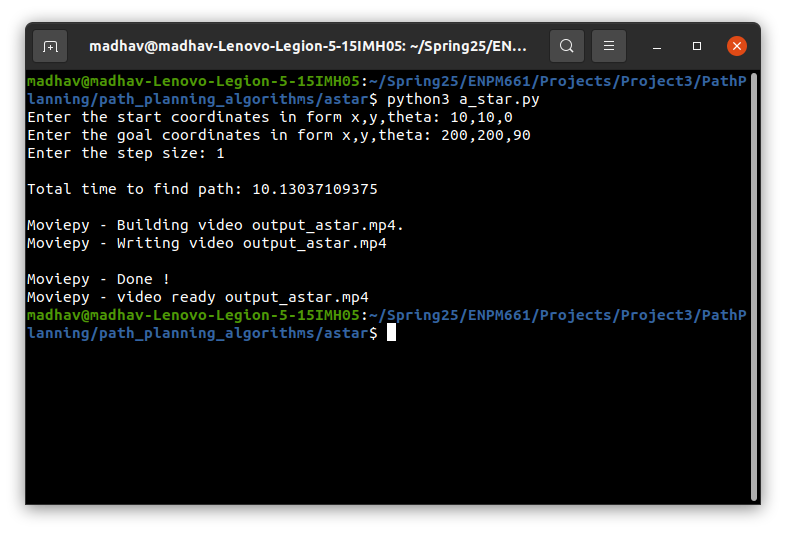 madhav@madhav-Lenovo-Legion-5-15IMH05: ~/Spring25/EN...
madhav@madhav-Lenovo-Legion-5-15IMH05:~/Spring25/ENPM661/Projects/Project3/PathP
lanning/path_planning_algorithms/astar$ python3 a_star.py
Enter the start coordinates in form x,y,theta: 10,10,0
Enter the goal coordinates in form x,y,theta: 200,200,90
Enter the step size: 1
Total time to find path: 10.13037109375
Moviepy - Building video output_astar.mp4.
Moviepy - Writing video output_astar.mp4
Moviepy - Done !
Moviepy - video ready output_astar.mp4
madhav@madhav-Lenovo-Legion-5-15IMH05:~/Spring25/ENPM661/Projects/Project3/PathP
lanning/path_planning_algorithms/astar$